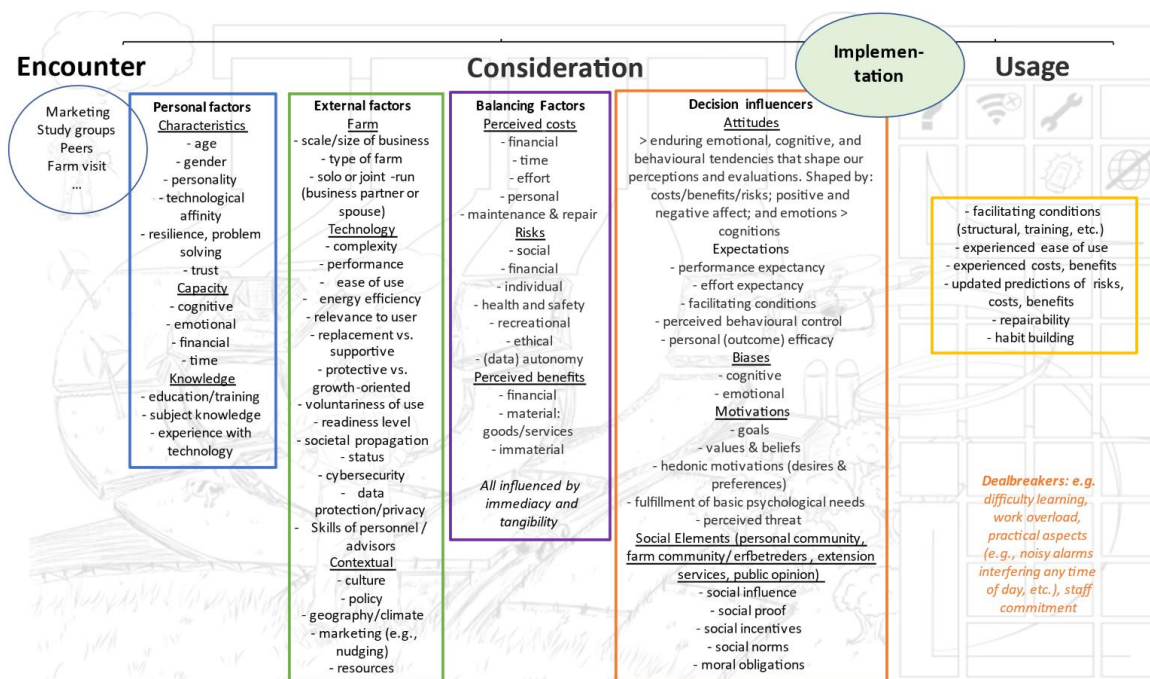 Encounter
Consideration
Implemen-
tation
Usage
Marketing
Study groups
Peers
Farm visit
...
Personal factors
Characteristics
- age
- gender
- personality
- technological
affinity
- resilience, problem
solving
- trust
Capacity
- cognitive
- emotional
- financial
- time
Knowledge
- education/training
- subject knowledge
- experience with
technology
External factors
Farm
- scale/size of business
- type of farm
- solo or joint -run
(business partner or
spouse)
Technology
- complexity
- performance
- ease of use
- energy efficiency
- relevance to user
- replacement vs.
supportive
- protective vs.
growth-oriented
- voluntariness of use
- readiness level
- societal propagation
- status
- cybersecurity
- data
protection/privacy
- Skills of personnel /
advisors
Contextual
- culture
- policy
- geography/climate
- marketing (e.g.,
nudging)
- resources
Balancing Factors
Perceived costs
- financial
- time
- effort
- personal
- maintenance & repair
Risks
- social
- financial
- individual
- health and safety
- recreational
- ethical
- (data) autonomy
Perceived benefits
- financial
- material:
goods/services
- immaterial
All influenced by
immediacy and
tangibility
Decision influencers
Attitudes
> enduring emotional, cognitive, and
behavioural tendencies that shape our
perceptions and evaluations. Shaped by:
costs/benefits/risks; positive and
negative affect; and emotions >
cognitions
Expectations
- performance expectancy
- effort expectancy
- facilitating conditions
- perceived behavioural control
- personal (outcome) efficacy
Biases
- cognitive
- emotional
Motivations
- goals
- values & beliefs
- hedonic motivations (desires &
preferences)
- fulfillment of basic psychological needs
- perceived threat
Social Elements (personal community,
farm community/ erfbetreders , extension
services, public opinion)
- social influence
- social proof
- social incentives
- social norms
- moral obligations
- facilitating conditions
(structural, training, etc.)
- experienced ease of use
- experienced costs, benefits
- updated predictions of risks,
costs, benefits
- repairability
- habit building
Dealbreakers: e.g.
difficulty learning,
work overload,
practical aspects
(e.g., noisy alarms
interfering any time
of day, etc.), staff
commitment